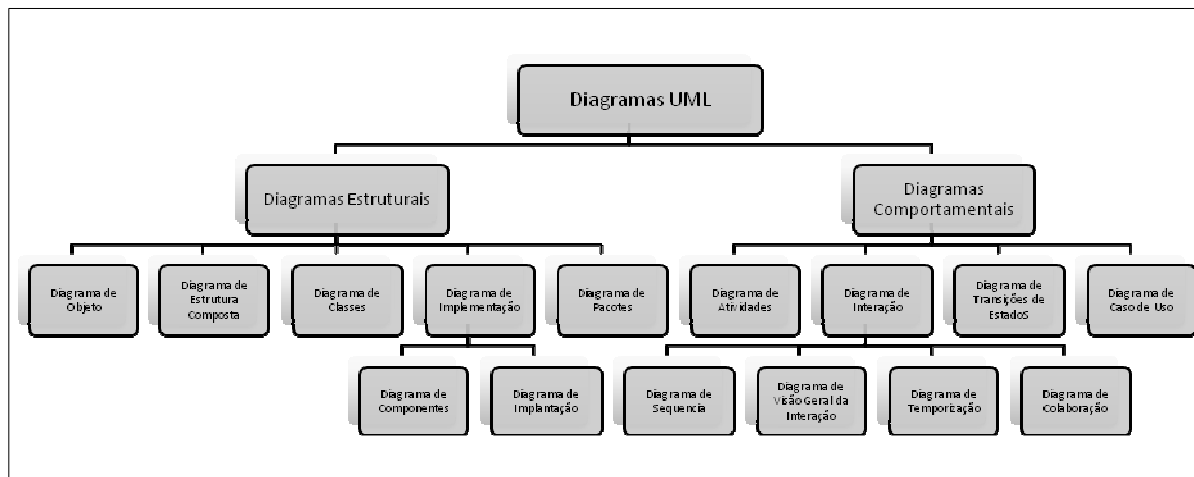 Diagramas UML
Diagramas Estruturais
Diagramas
Comportamentais
Diagrama de
Objeto
Diagrama de
Estrutura
Composta
Diagrama de
Classes
Diagrama de
Implementação
Diagrama de
Pacotes
Diagrama de
Atividades
Diagrama de
Interação
Diagrama de
Transições de
Estados
Diagrama de
Caso de Uso
Diagrama de
Componentes
Diagrama de
Implantação
Diagrama de
Sequencia
Diagrama de
Visão Geral da
Interação
Diagrama de
Temporização
Diagrama de
Colaboração